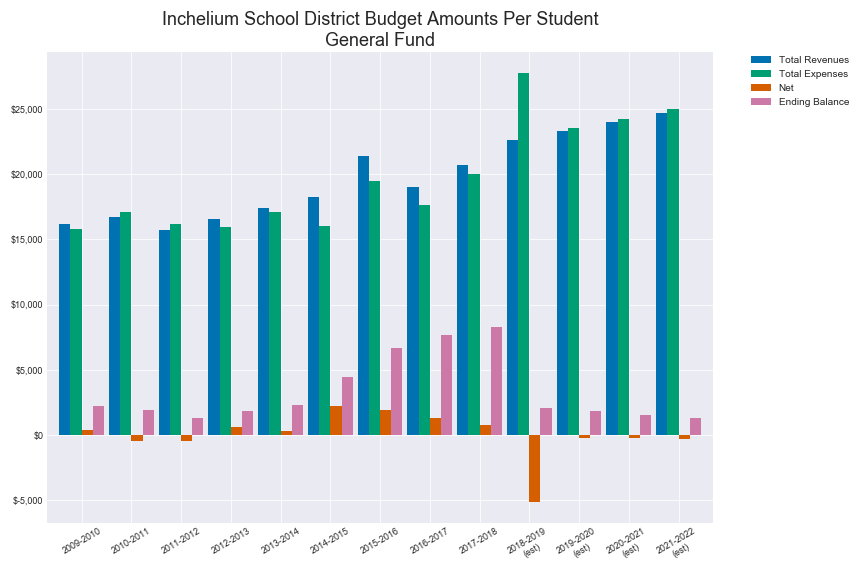 Inchelium School District Budget Amounts Per Student
General Fund
Total Revenues
Total Expenses
Net
Ending Balance
$25,000
$20,000
$15,000
$10,000
$5,000
$0
$-5,000
2009-2010
2010-2011
2011-2012
2012-2013
2013-2014
2014-2015
2015-2016
2016-2017
2017-2018
2018-2019
(est)
2019-2020
(est)
2020-2021
(est)
2021-2022
(est)